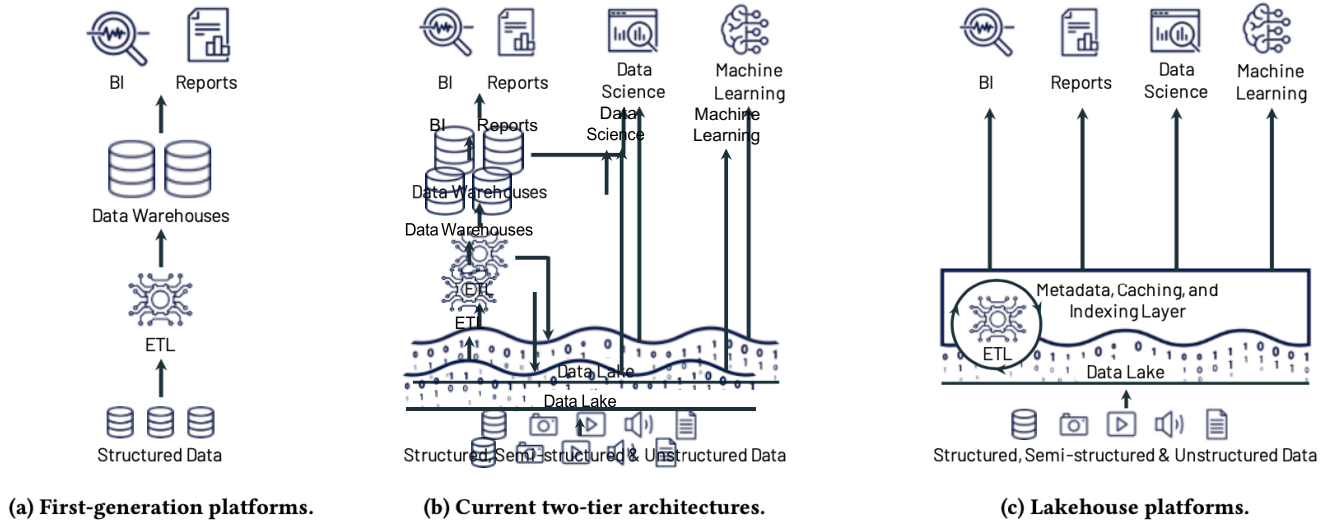 BI
Reports
Data Warehouses
ETL
Structured Data
(a) First-generation platforms.
BI
Reports
Data
Science
Machine
Learning
BI
Reports
Data
Science
Machine
Learning
Data Warehouses
Data Warehouses
ETL
ETL
Data Lake
Data Lake
Structured, Semi-structured & Unstructured Data
(b) Current two-tier architectures.
BI
Reports
Data
Science
Machine
Learning
Metadata, Caching, and
Indexing Layer
ETL
Data Lake
Structured, Semi-structured & Unstructured Data
(c) Lakehouse platforms.